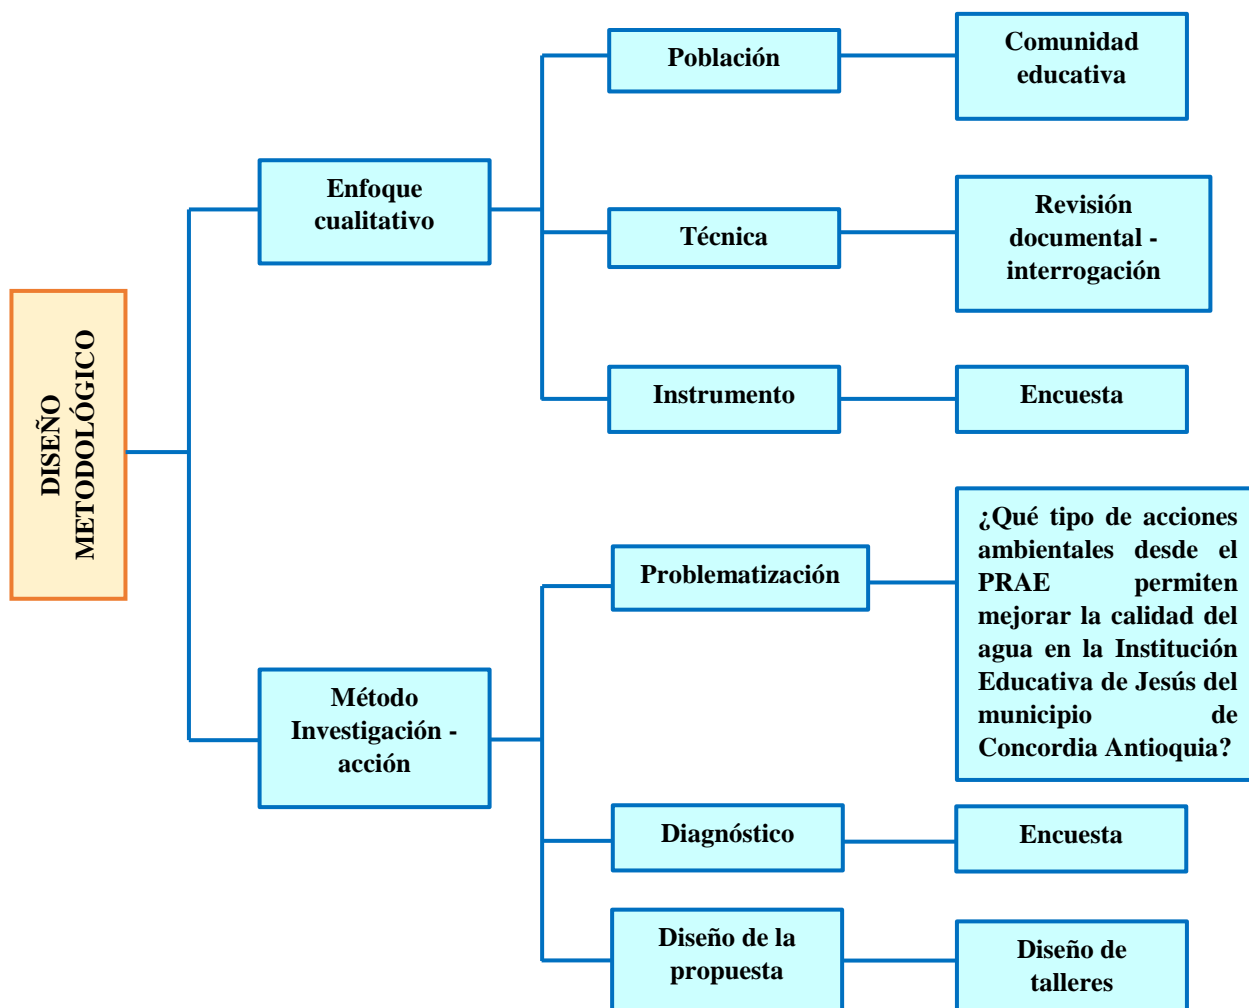 DISEÑO
METODOLÓGICO
Enfoque
cualitativo
Población
Comunidad
educativa
Técnica
Revisión
documental -
interrogación
Instrumento
Encuesta
Método
Investigación -
acción
Problematización
¿Qué tipo de acciones
ambientales desde el
PRAE permiten
mejorar la calidad del
agua en la Institución
Educativa de Jesús del
municipio de
Concordia Antioquia?
Diagnóstico
Encuesta
Diseño de la
propuesta
Diseño de
talleres